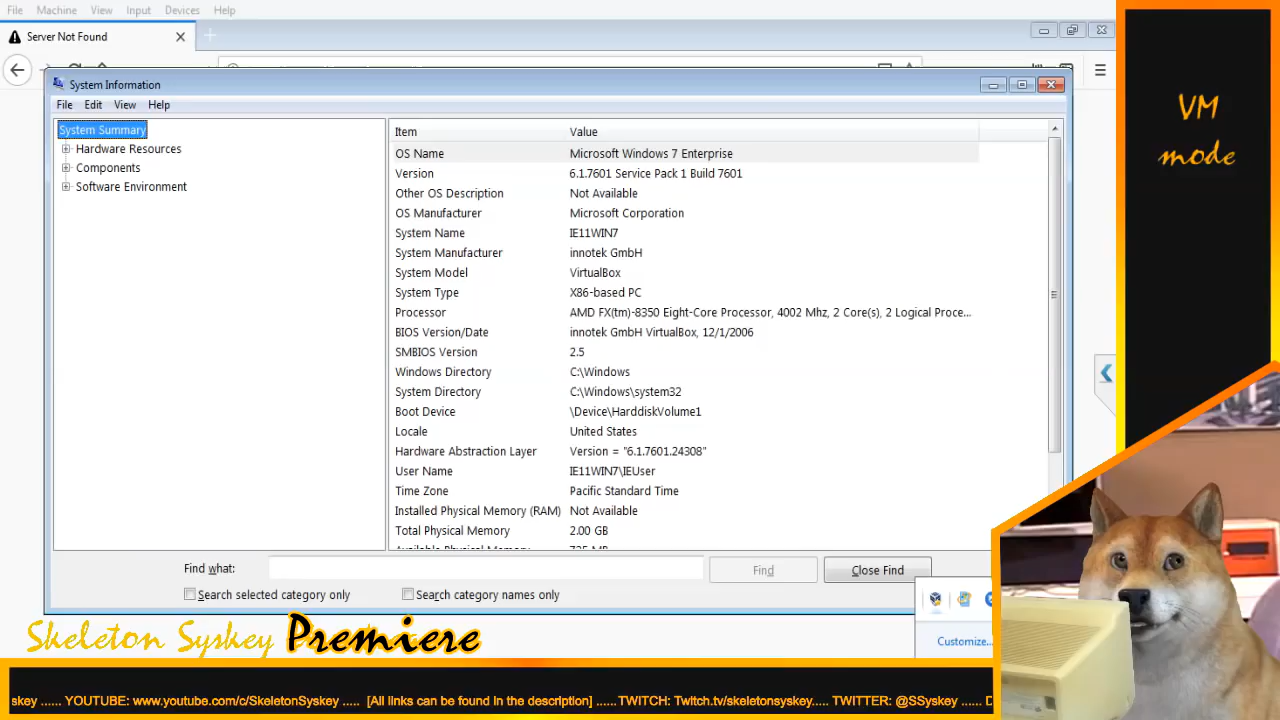 File Machine View Input Devices Help
Server Not Found
System Information
File Edit View Help
System Summary
Hardware Resources
Components
Software Environment
Item Value
OS Name Microsoft Windows 7 Enterprise
Version 6.1.7601 Service Pack 1 Build 7601
Other OS Description Not Available
OS Manufacturer Microsoft Corporation
System Name IE11WIN7
System Manufacturer innotek GmbH
System Model VirtualBox
System Type X86-based PC
Processor AMD FX(tm)-8350 Eight-Core Processor, 4002 Mhz, 2 Core(s), 2 Logical Proce...
BIOS Version/Date innotek GmbH VirtualBox, 12/1/2006
SMBIOS Version 2.5
Windows Directory C:\Windows
System Directory C:\Windows\system32
Boot Device \Device\HarddiskVolume1
Locale United States
Hardware Abstraction Layer Version = "6.1.7601.24308"
User Name IE11WIN7\IEUser
Time Zone Pacific Standard Time
Installed Physical Memory (RAM) Not Available
Total Physical Memory 2.00 GB
Find what: Find Close Find
Search selected category only Search category names only
Customize...
VM
mode
Skeleton Syskey Premiere
skey ...... YOUTUBE: www.youtube.com/c/SkeletonSyskey ..... [All links can be found in the description] ......TWITCH: Twitch.tv/skeletonsyskey..... TWITTER: @SSyskey ...... D